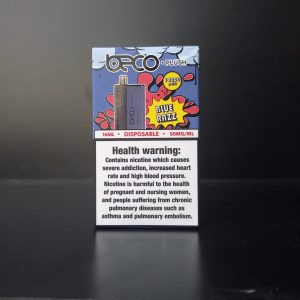 beco • PLUSH
BECO
BLUE
RAZZ
16ML • DISPOSABLE • 50MG/ML
Health warning:
Contains nicotine which causes
severe addiction, increased heart
rate and high blood pressure.
Nicotine is harmful to the health
of pregnant and nursing women,
and people suffering from chronic
pulmonary diseases such as
asthma and pulmonary embolism.